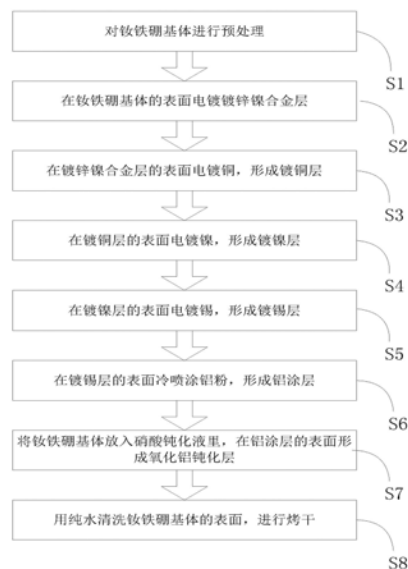 对钕铁硼基体进行预处理
S1
在钕铁硼基体的表面电镀镀锌镍合金层
S2
在镀锌镍合金层的表面电镀铜，形成镀铜层
S3
在镀铜层的表面电镀镍，形成镀镍层
S4
在镀镍层的表面电镀锡，形成镀锡层
S5
在镀锡层的表面冷喷涂铝粉，形成铝涂层
S6
将钕铁硼基体放入硝酸钝化液里，在铝涂层的表面形
成氧化铝钝化层
S7
用纯水清洗钕铁硼基体的表面，进行烤干
S8